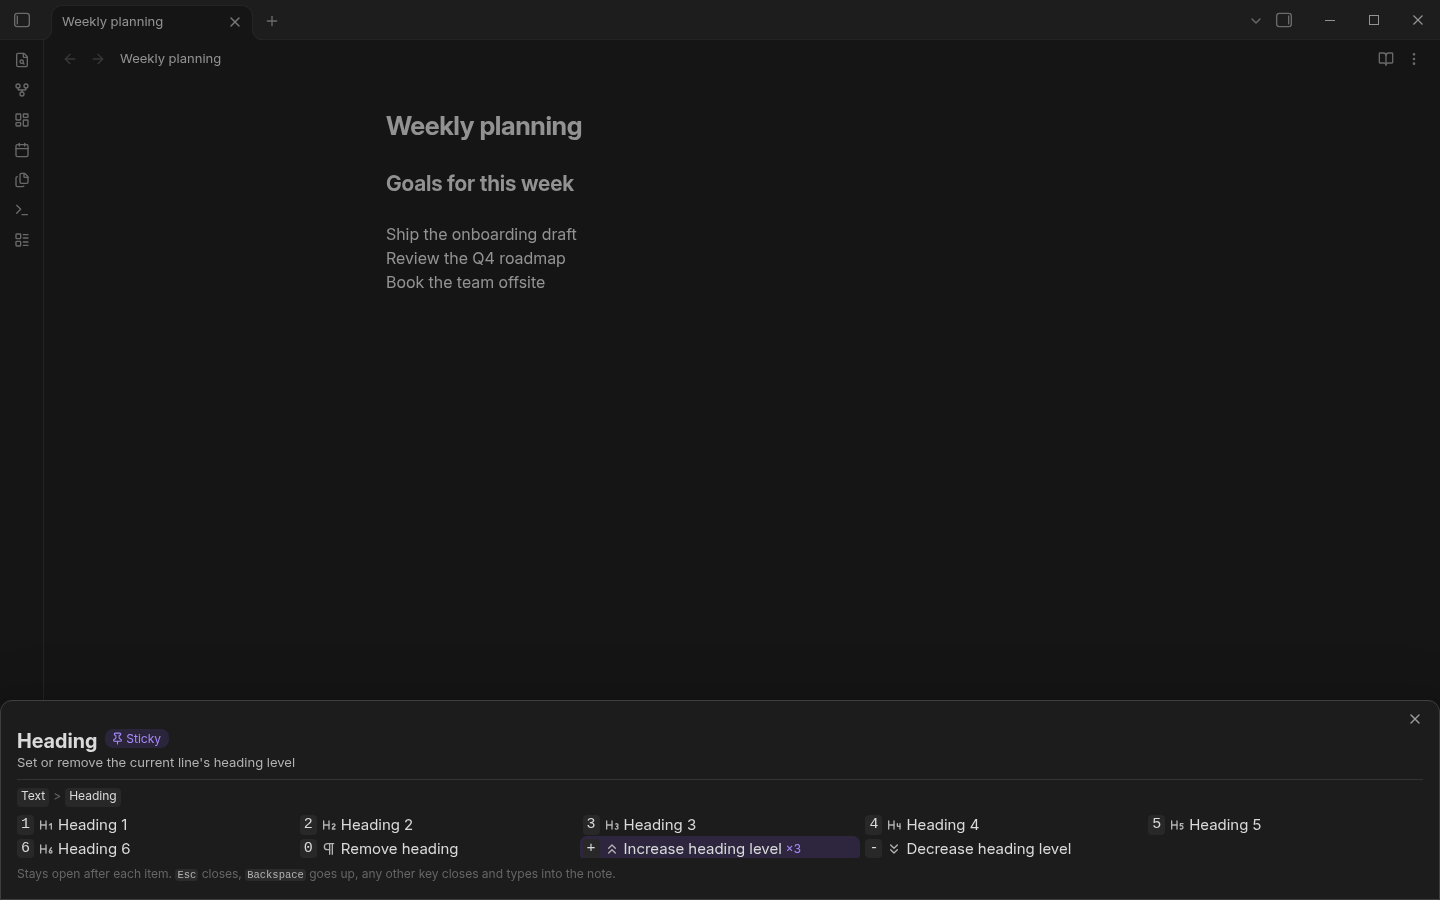 Weekly planning
Weekly planning
Weekly planning
Goals for this week
Ship the onboarding draft
Review the Q4 roadmap
Book the team offsite
Heading Sticky
Set or remove the current line's heading level
Text > Heading
1 H1 Heading 1 2 H2 Heading 2 3 H3 Heading 3 4 H4 Heading 4 5 H5 Heading 5
6 H6 Heading 6 0 Remove heading + Increase heading level ×3 - Decrease heading level
Stays open after each item. Esc closes, Backspace goes up, any other key closes and types into the note.